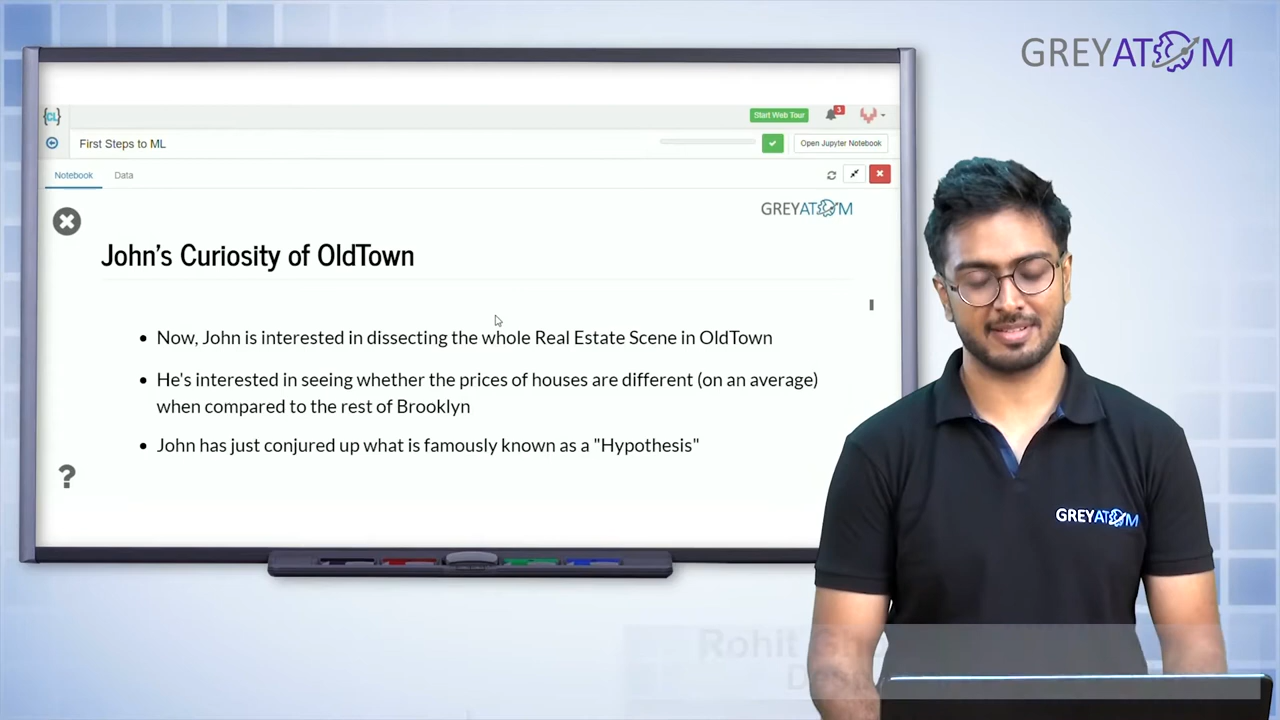 GREYATOM
Start Web Tour
3
First Steps to ML
Open Jupyter Notebook
Notebook
Data
GREYATOM
John's Curiosity of OldTown
• Now, John is interested in dissecting the whole Real Estate Scene in OldTown
• He's interested in seeing whether the prices of houses are different (on an average)
when compared to the rest of Brooklyn
• John has just conjured up what is famously known as a "Hypothesis"
?
GREYATOM
Rohit